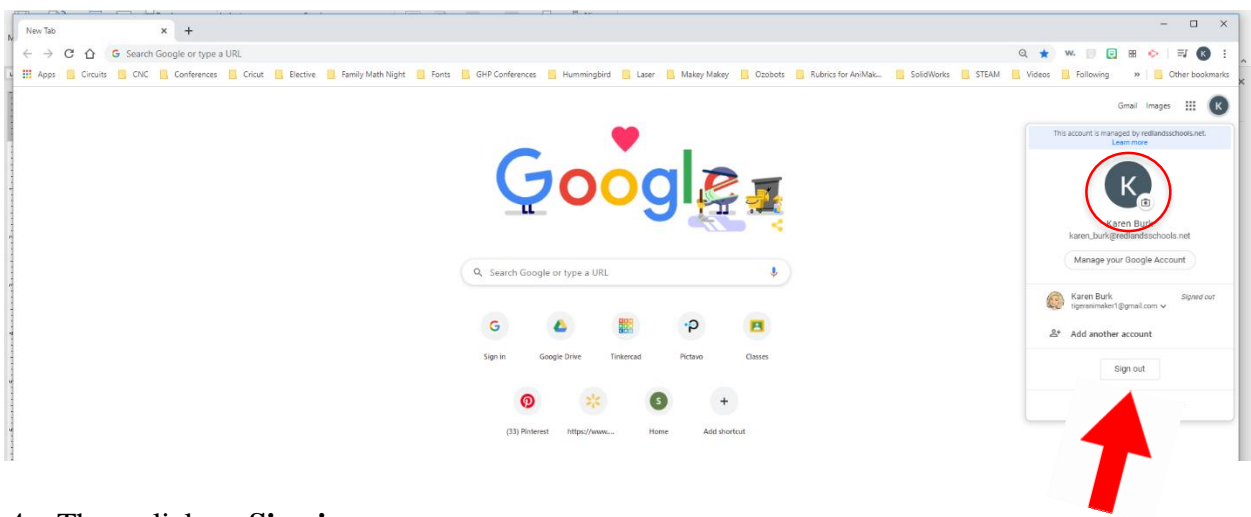 New Tab
Search Google or type a URL
Apps Circuits CNC Conferences Cricut Elective Family Math Night Fonts GHP Conferences Hummingbird Laser Makey Makey Ozobots Rubrics for AniMak... SolidWorks STEAM Videos Following » Other bookmarks
Gmail Images K
This account is managed by redlandsschools.net.
Learn more
Google
K
Karen Burk
karen_burk@redlandsschools.net
Search Google or type a URL
Manage your Google Account
Karen Burk Signed out
tigeranimaker1@gmail.com
Add another account
Sign in Google Drive Tinkercad Pictavo Classes
Sign out
(33) Pinterest https://www.... Home Add shortcut